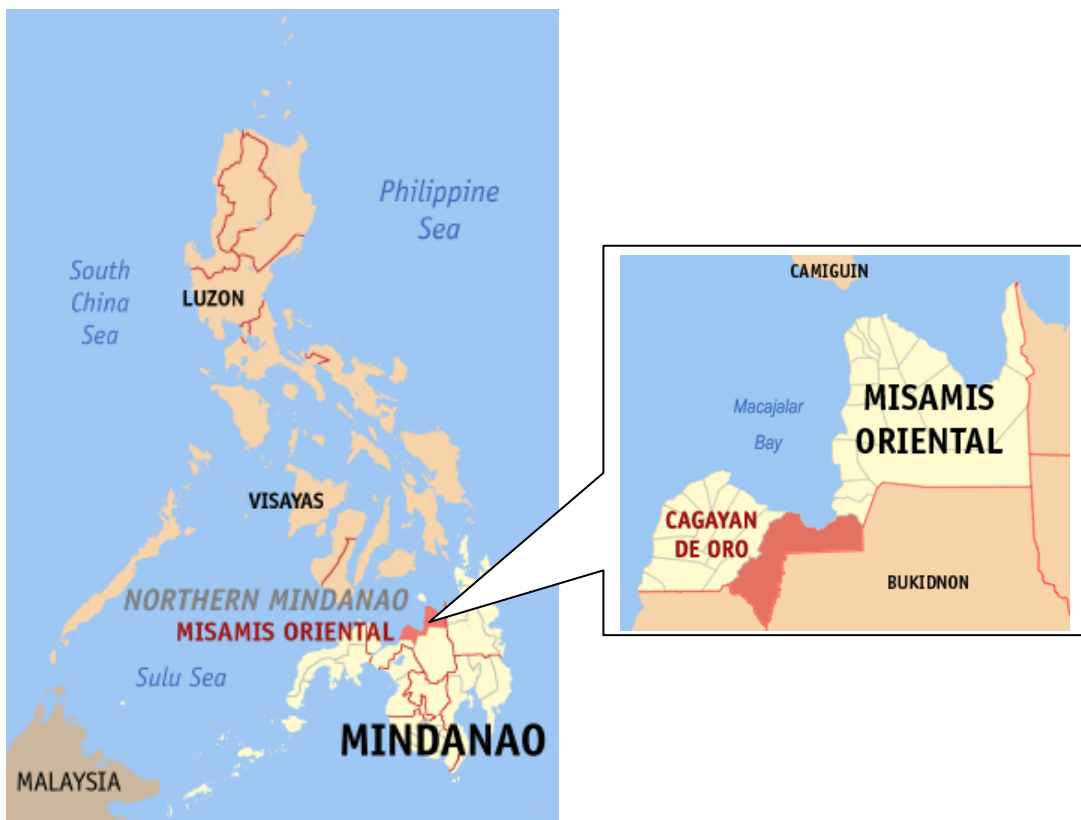 Philippine
Sea
South
China
Sea
LUZON
VISAYAS
NORTHERN MINDANAO
MISAMIS ORIENTAL
Sulu Sea
MINDANAO
MALAYSIA
CAMIGUIN
MISAMIS
ORIENTAL
Macajalar
Bay
CAGAYAN
DE ORO
BUKIDNON